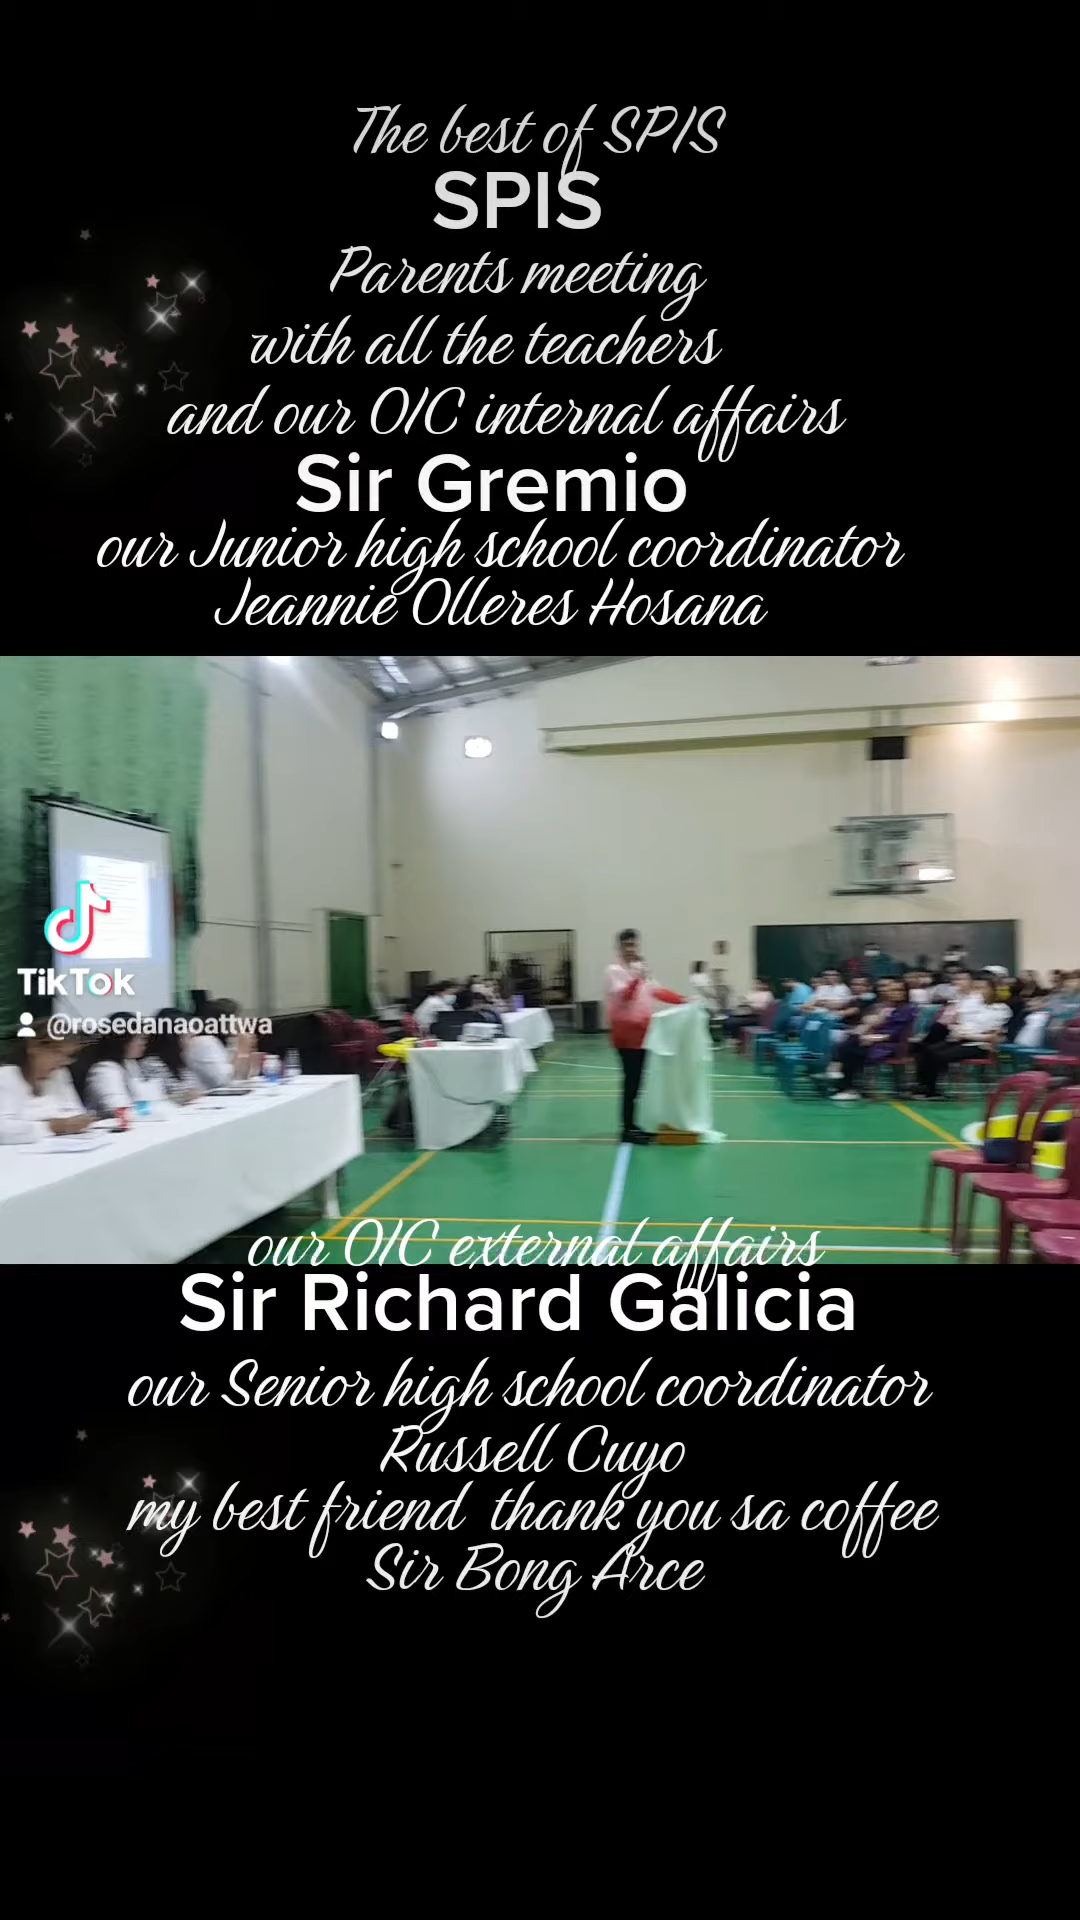 The best of SPIS
SPIS
Parents meeting
with all the teachers
and our OIC internal affairs
Sir Gremio
our Junior high school coordinator
Jeannie Olleres Hosana
TikTok
@rosedanaoattwa
our OIC external affairs
Sir Richard Galicia
our Senior high school coordinator
Russell Cuyo
my best friend thank you sa coffee
Sir Bong Arce